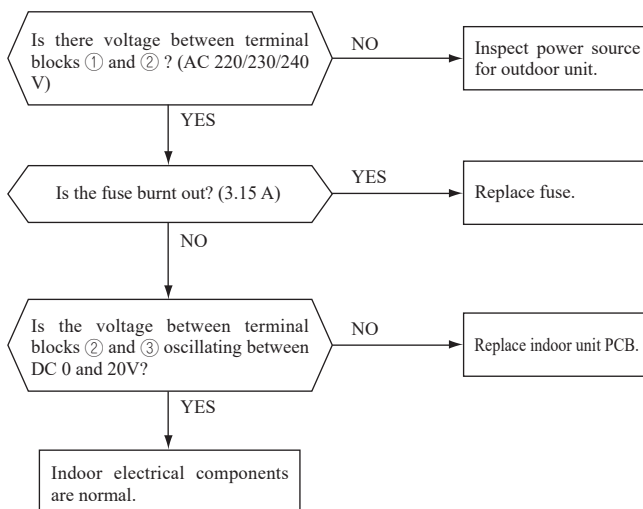 Is there voltage between terminal
blocks ① and ② ? (AC 220/230/240
V)
NO
Inspect power source
for outdoor unit.
YES
Is the fuse burnt out? (3.15 A)
YES
Replace fuse.
NO
Is the voltage between terminal
blocks ② and ③ oscillating between
DC 0 and 20V?
NO
Replace indoor unit PCB.
YES
Indoor electrical components
are normal.